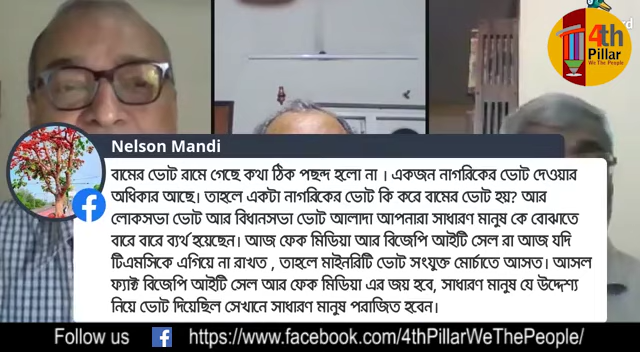 4th
Pillar
We The People
Nelson Mandi
বামের ভোট রামে গেছে কথা ঠিক পছন্দ হলো না । একজন নাগরিকের ভোট দেওয়ার
অধিকার আছে। তাহলে একটা নাগরিকের ভোট কি করে বামের ভোট হয়? আর
লোকসভা ভোট আর বিধানসভা ভোট আলাদা আপনারা সাধারণ মানুষ কে বোঝাতে
বারে বারে ব্যর্থ হয়েছেন। আজ ফেক মিডিয়া আর বিজেপি আইটি সেল রা আজ যদি
টিএমসিকে এগিয়ে না রাখত , তাহলে মাইনরিটি ভোট সংযুক্ত মোর্চাতে আসত। আসল
ফ্যাক্ট বিজেপি আইটি সেল আর ফেক মিডিয়া এর জয় হবে, সাধারণ মানুষ যে উদ্দেশ্য
নিয়ে ভোট দিয়েছিল সেখানে সাধারণ মানুষ পরাজিত হবেন।
Follow us
https://www.facebook.com/4thPillarWeThePeople/